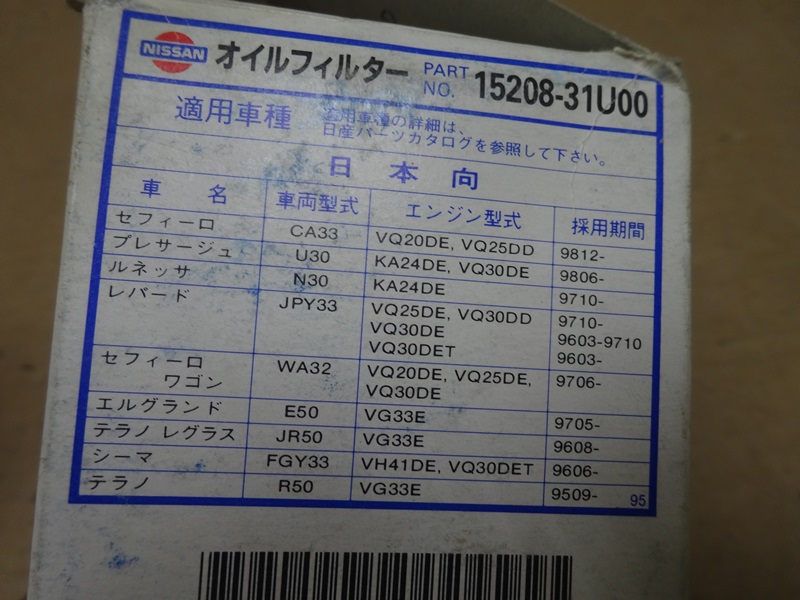 NISSAN オイルフィルター PART NO. 15208-31U00
適用車種 適用車種の詳細は、
日産パーツカタログを参照して下さい。
日本向
車 名 車両型式 エンジン型式 採用期間
セフィーロ CA33 VQ20DE, VQ25DD 9812-
プレサージュ U30 KA24DE, VQ30DE 9806-
ルネッサ N30 KA24DE 9710-
レパード JPY33 VQ25DE, VQ30DD 9710-
VQ30DE 9603-9710
VQ30DET 9603-
セフィーロ WA32 VQ20DE, VQ25DE, 9706-
ワゴン VQ30DE
エルグランド E50 VG33E 9705-
テラノ レグラス JR50 VG33E 9608-
シーマ FGY33 VH41DE, VQ30DET 9606-
テラノ R50 VG33E 9509-
95